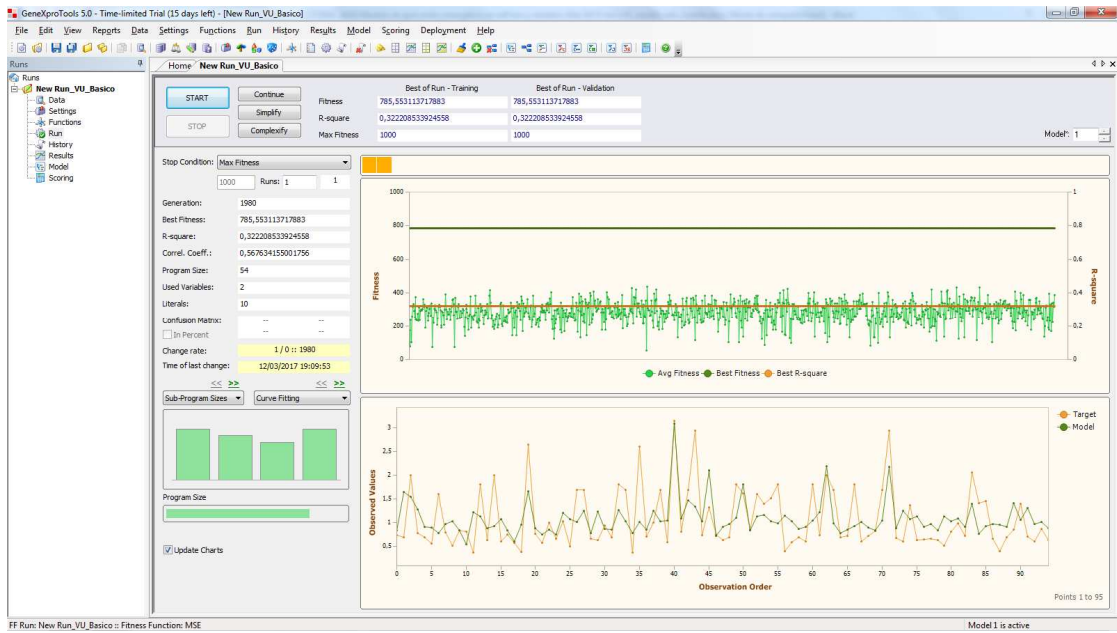 GeneXproTools 5.0 - Time-limited Trial (15 days left) - [New Run_VU_Basico]
File Edit View Reports Data Settings Functions Run History Results Model Scoring Deployment Help
Runs
Home New Run_VU_Basico
Runs
New Run_VU_Basico
Data
Settings
Functions
Run
History
Results
Model
Scoring
START
STOP
Continue
Simplify
Complexify
Best of Run - Training Best of Run - Validation
Fitness 785,553113717883 785,553113717883
R-square 0,322208533924558 0,322208533924558
Max Fitness 1000 1000
Model": 1
Stop Condition: Max Fitness
1000 Runs: 1 1
Generation: 1980
Best Fitness: 785,553113717883
R-square: 0,322208533924558
Correl. Coeff.: 0,567634155001756
Program Size: 54
Used Variables: 2
Literals: 10
Confusion Matrix: -- --
In Percent -- --
Change rate: 1 / 0 :: 1980
Time of last change: 12/03/2017 19:09:53
<< >> << >>
Sub-Program Sizes Curve Fitting
Program Size
Update Charts
1000
800
600
400
200
0
Fitness
1
0.8
0.6
0.4
0.2
0
R-square
Avg Fitness Best Fitness Best R-square
3
2.5
2
1.5
1
0.5
Observed Values
0 5 10 15 20 25 30 35 40 45 50 55 60 65 70 75 80 85 90
Observation Order
Target
Model
Points 1 to 95
FF Run: New Run_VU_Basico :: Fitness Function: MSE
Model 1 is active